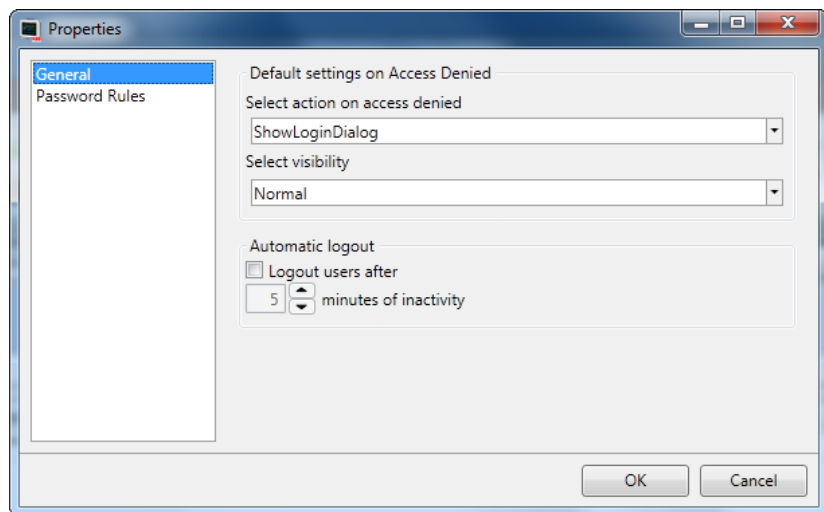 Properties
General
Password Rules
Default settings on Access Denied
Select action on access denied
ShowLoginDialog
Select visibility
Normal
Automatic logout
Logout users after
5 minutes of inactivity
OK Cancel